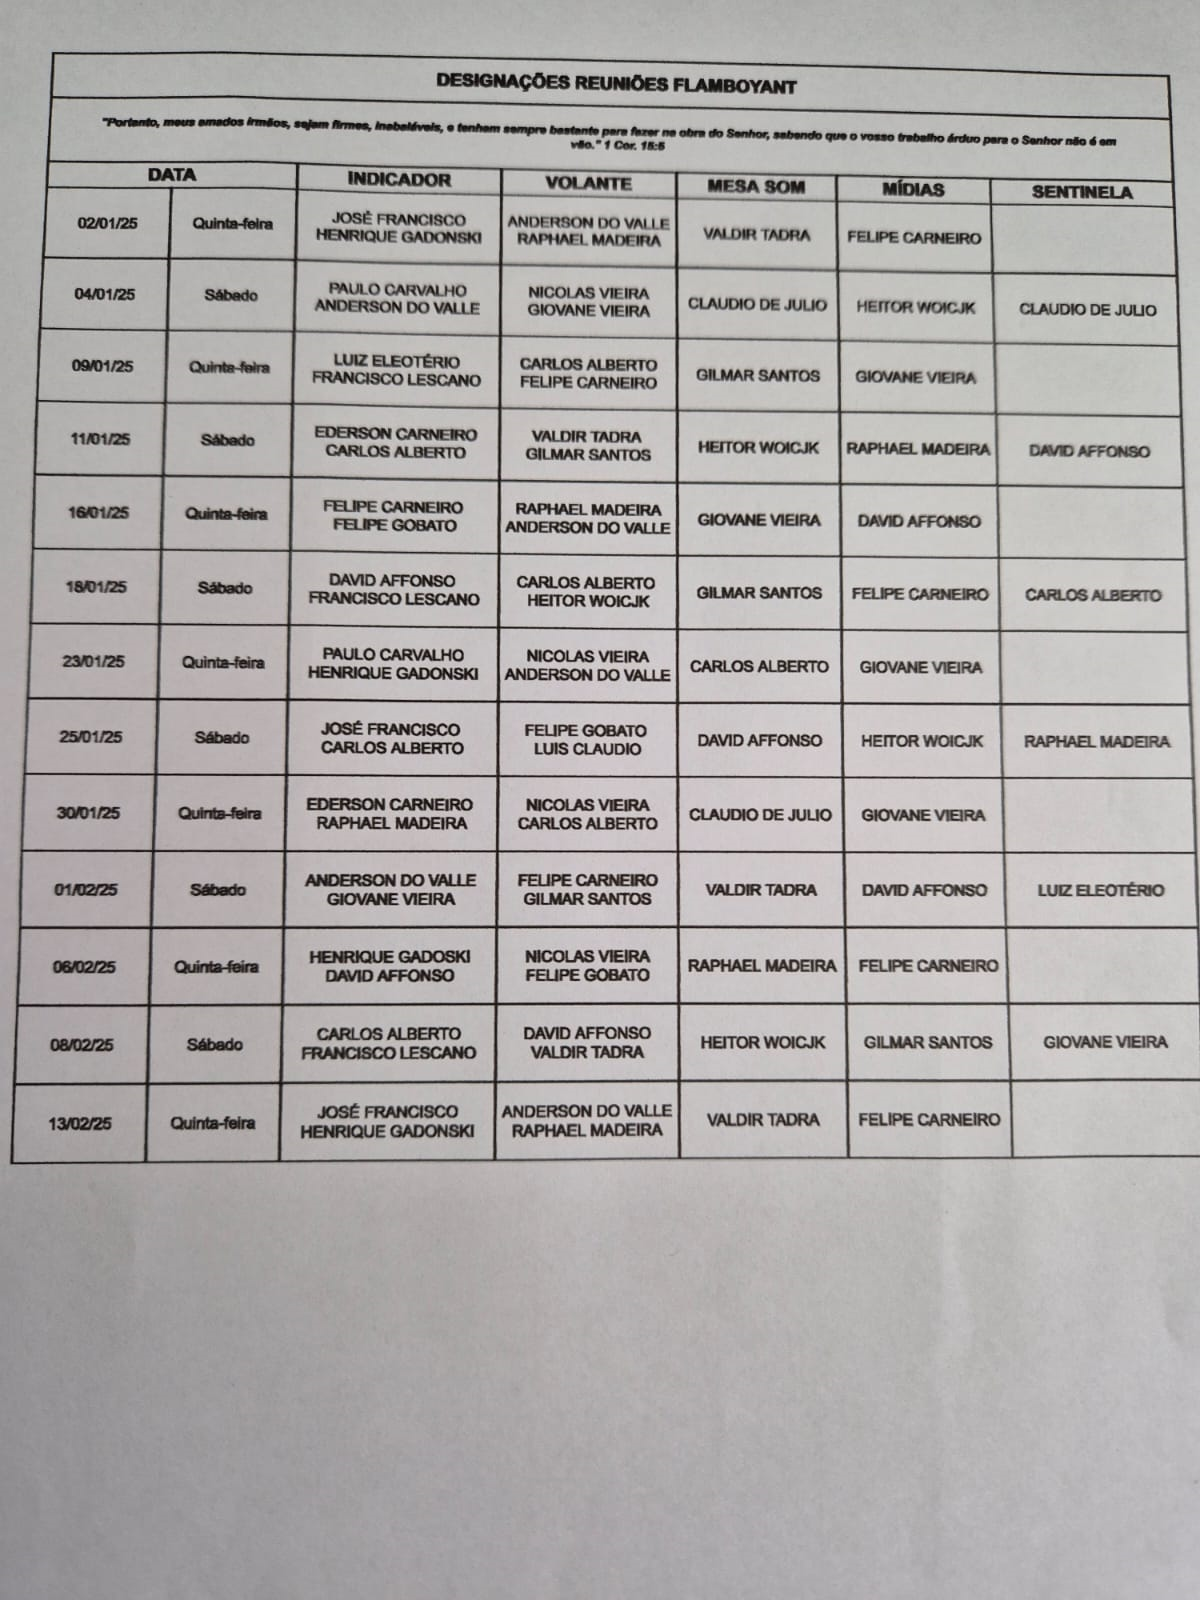 DESIGNAÇÕES REUNIÕES FLAMBOYANT
"Portanto, meus amados irmãos, sejam firmes, inabaláveis, e tenham sempre bastante para fazer na obra do Senhor, sabendo que o vosso trabalho árduo para o Senhor não é em
vão." 1 Cor. 15:5
DATA INDICADOR VOLANTE MESA SOM MÍDIAS SENTINELA
02/01/25 Quinta-feira JOSÉ FRANCISCO ANDERSON DO VALLE VALDIR TADRA FELIPE CARNEIRO
HENRIQUE GADONSKI RAPHAEL MADEIRA
04/01/25 Sábado PAULO CARVALHO NICOLAS VIEIRA CLAUDIO DE JULIO HEITOR WOICJK CLAUDIO DE JULIO
ANDERSON DO VALLE GIOVANE VIEIRA
09/01/25 Quinta-feira LUIZ ELEOTÉRIO CARLOS ALBERTO GILMAR SANTOS GIOVANE VIEIRA
FRANCISCO LESCANO FELIPE CARNEIRO
11/01/25 Sábado EDERSON CARNEIRO VALDIR TADRA HEITOR WOICJK RAPHAEL MADEIRA DAVID AFFONSO
CARLOS ALBERTO GILMAR SANTOS
16/01/25 Quinta-feira FELIPE CARNEIRO RAPHAEL MADEIRA GIOVANE VIEIRA DAVID AFFONSO
FELIPE GOBATO ANDERSON DO VALLE
18/01/25 Sábado DAVID AFFONSO CARLOS ALBERTO GILMAR SANTOS FELIPE CARNEIRO CARLOS ALBERTO
FRANCISCO LESCANO HEITOR WOICJK
23/01/25 Quinta-feira PAULO CARVALHO NICOLAS VIEIRA CARLOS ALBERTO GIOVANE VIEIRA
HENRIQUE GADONSKI ANDERSON DO VALLE
25/01/25 Sábado JOSÉ FRANCISCO FELIPE GOBATO DAVID AFFONSO HEITOR WOICJK RAPHAEL MADEIRA
CARLOS ALBERTO LUIS CLAUDIO
30/01/25 Quinta-feira EDERSON CARNEIRO NICOLAS VIEIRA CLAUDIO DE JULIO GIOVANE VIEIRA
RAPHAEL MADEIRA CARLOS ALBERTO
01/02/25 Sábado ANDERSON DO VALLE FELIPE CARNEIRO VALDIR TADRA DAVID AFFONSO LUIZ ELEOTÉRIO
GIOVANE VIEIRA GILMAR SANTOS
06/02/25 Quinta-feira HENRIQUE GADOSKI NICOLAS VIEIRA RAPHAEL MADEIRA FELIPE CARNEIRO
DAVID AFFONSO FELIPE GOBATO
08/02/25 Sábado CARLOS ALBERTO DAVID AFFONSO HEITOR WOICJK GILMAR SANTOS GIOVANE VIEIRA
FRANCISCO LESCANO VALDIR TADRA
13/02/25 Quinta-feira JOSÉ FRANCISCO ANDERSON DO VALLE VALDIR TADRA FELIPE CARNEIRO
HENRIQUE GADONSKI RAPHAEL MADEIRA